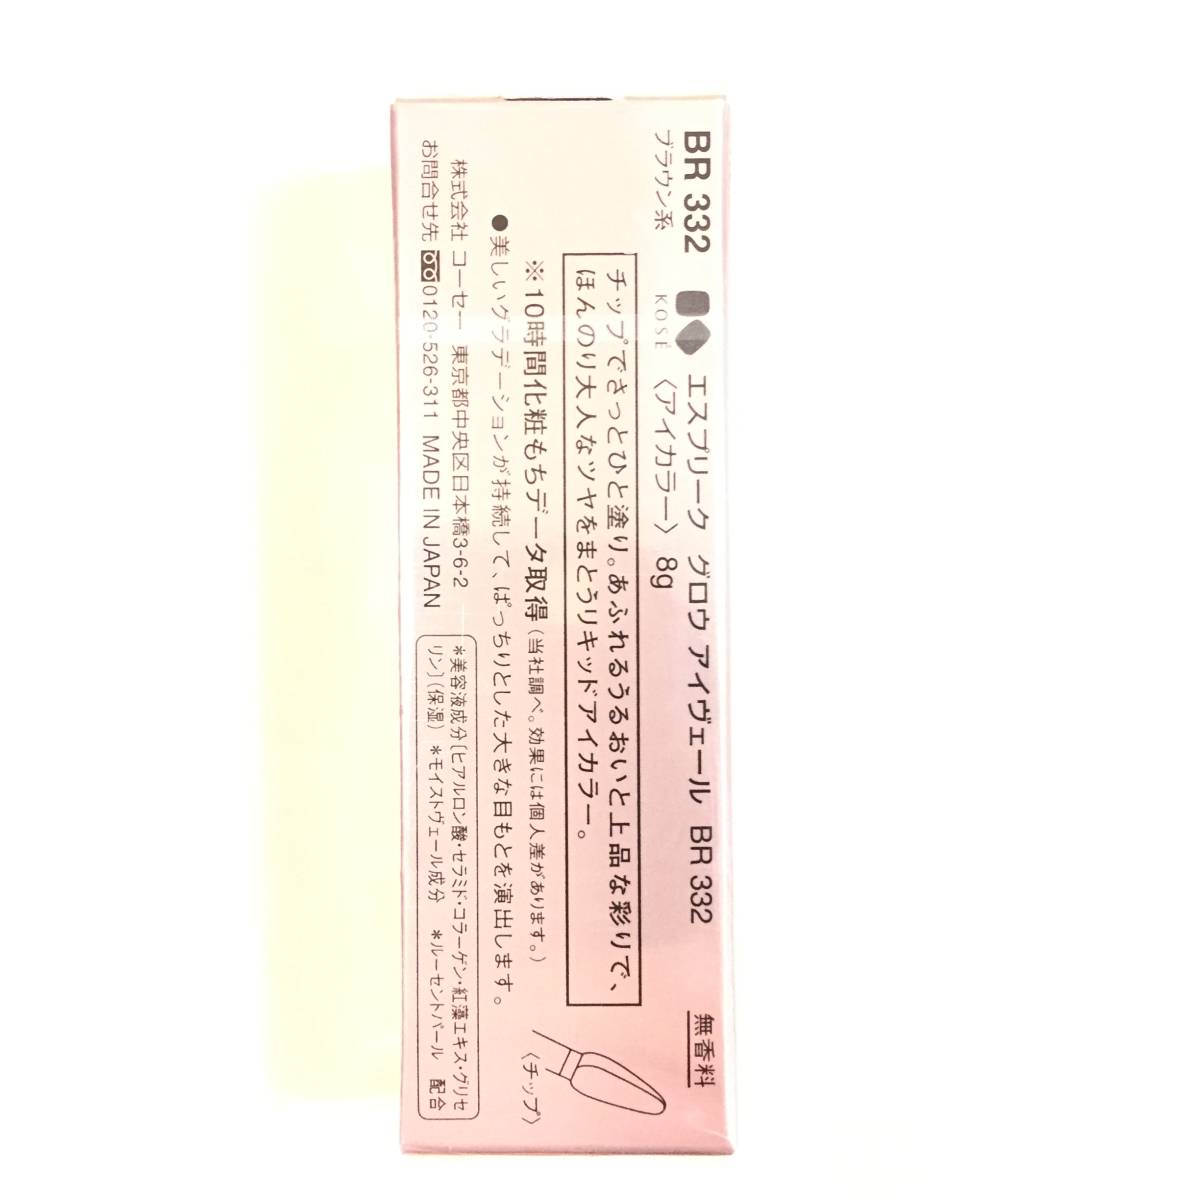 BR 332
ブラウン系
KOSÉ
エスプリーク グロウ アイヴェール BR 332
〈アイカラー〉 8g
無香料
チップでさっとひと塗り。あふれるうるおいと上品な彩りで、
ほんのり大人なツヤをまとうリキッドアイカラー。
〈チップ〉
※10時間化粧もちデータ取得(当社調べ。効果には個人差があります。)
●美しいグラデーションが持続して、ぱっちりとした大きな目もとを演出します。
株式会社 コーセー 東京都中央区日本橋3-6-2
お問合せ先 0120-526-311 MADE IN JAPAN
*美容液成分〔ヒアルロン酸・セラミド・コラーゲン・紅藻エキス・グリセ
リン〕(保湿) *モイストヴェール成分 *ルーセントパール 配合